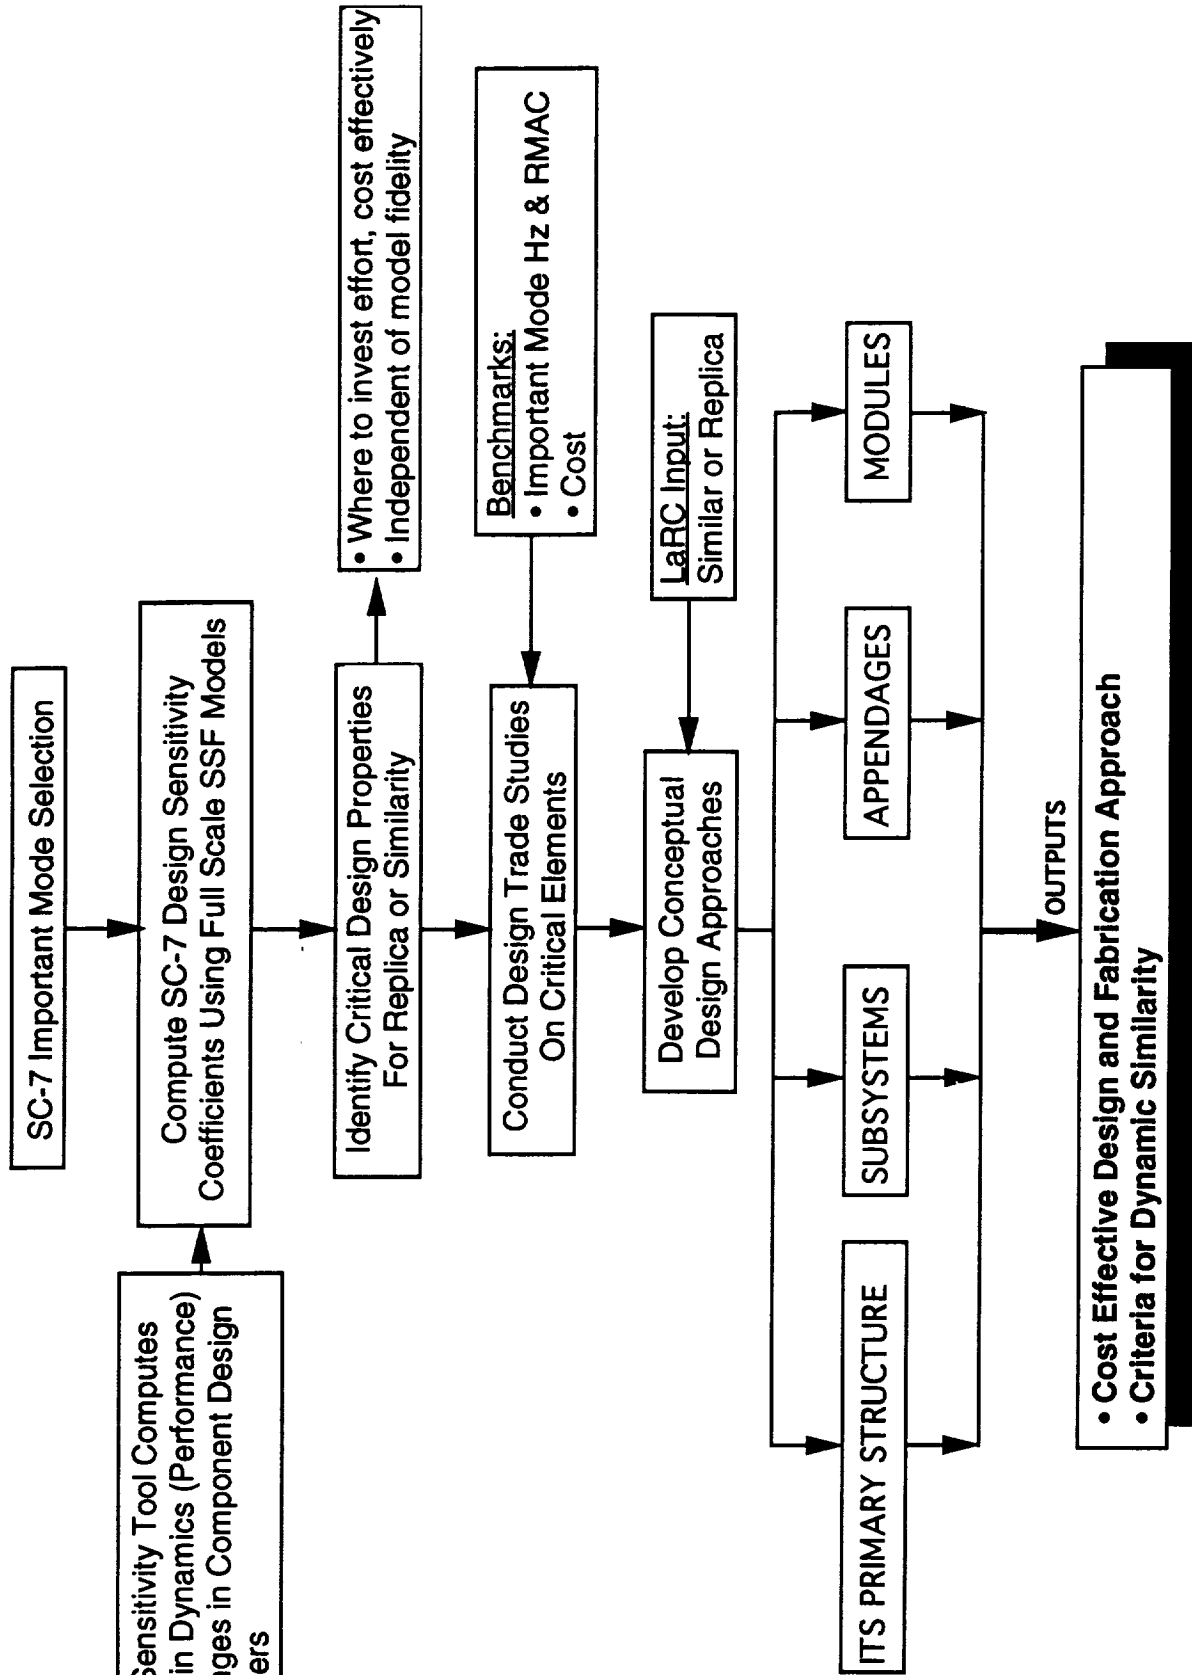 SC-7 Important Mode Selection
Sensitivity Tool Computes
in Dynamics (Performance)
in Component Design
Compute SC-7 Design Sensitivity
Coefficients Using Full Scale SSF Models
Identify Critical Design Properties
For Replica or Similarity
• Where to invest effort, cost effectively
• Independent of model fidelity
Conduct Design Trade Studies
On Critical Elements
Benchmarks:
• Important Mode Hz & RMAC
• Cost
Develop Conceptual
Design Approaches
LaRC Input:
Similar or Replica
ITS PRIMARY STRUCTURE
SUBSYSTEMS
APPENDAGES
MODULES
OUTPUTS
• Cost Effective Design and Fabrication Approach
• Criteria for Dynamic Similarity